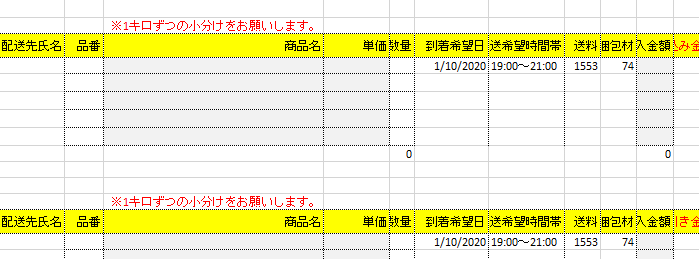 ※1キロずつの小分けをお願いします。
配送先氏名 品番 商品名 単価 数量 到着希望日 送希望時間帯 送料 梱包材 入金額 込み金
1/10/2020 19:00～21:00 1553 74
0 0
※1キロずつの小分けをお願いします。
配送先氏名 品番 商品名 単価 数量 到着希望日 送希望時間帯 送料 梱包材 入金額 引き金
1/10/2020 19:00～21:00 1553 74